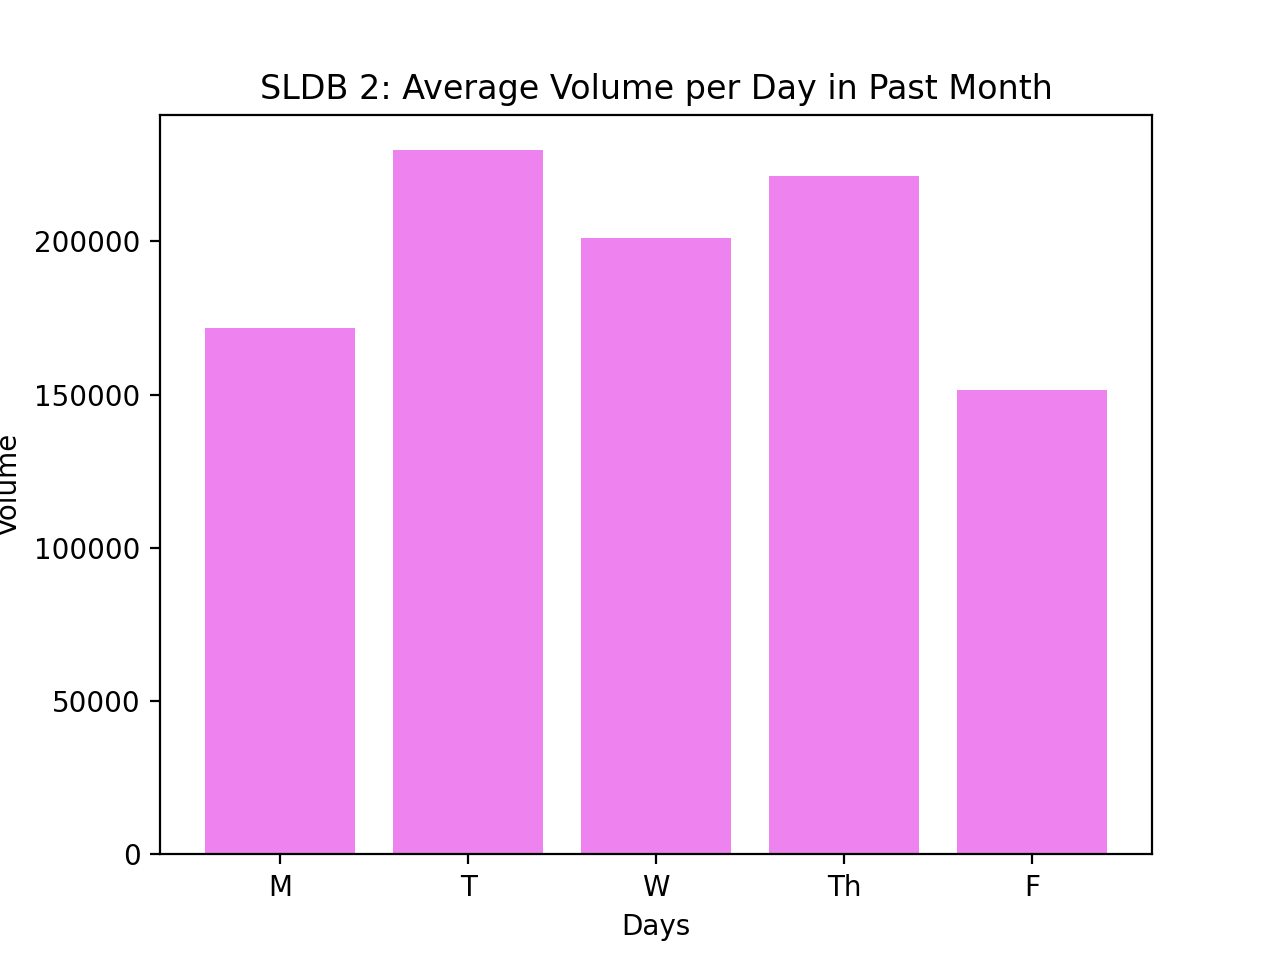 SLDB 2: Average Volume per Day in Past Month
200000
150000
100000
50000
0
Volume
M T W Th F
Days